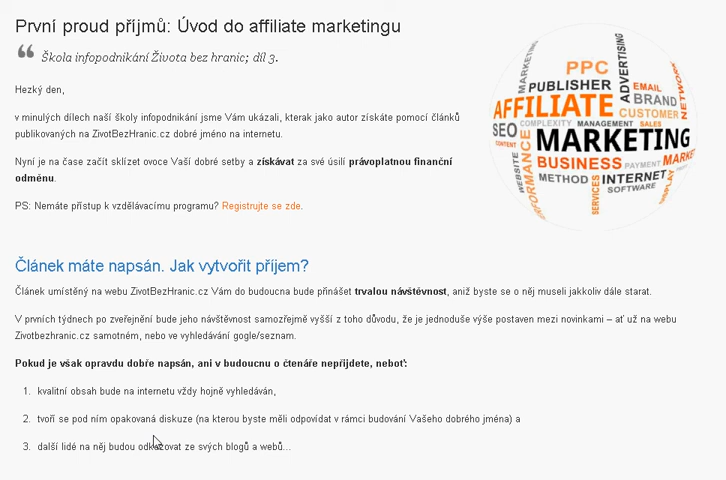 První proud příjmů: Úvod do affiliate marketingu
Škola infopodnikání Života bez hranic; díl 3.
Hezký den,
v minulých dílech naší školy infopodnikání jsme Vám ukázali, kterak jako autor získáte pomocí článků
publikovaných na ZivotBezHranic.cz dobré jméno na internetu.
Nyní je na čase začít sklízet ovoce Vaší dobré setby a získávat za své úsilí právoplatnou finanční
odměnu.
PS: Nemáte přístup k vzdělávacímu programu? Registrujte se zde.
MARKETING
ADVERTISING
NETWORK
PPC
PUBLISHER
EMAIL
BRAND
AFFILIATE
CUSTOMER
SEO
COMPLEXITY
MANAGEMENT
SALES
CONTENT
MARKETING
BUSINESS
PAYMENT
MARKE
WEBSITE
FORMANCE
METHOD
SERVICES
INTERNET
SOFTWARE
DISPLAY
Článek máte napsán. Jak vytvořit příjem?
Článek umístěný na webu ZivotBezHranic.cz Vám do budoucna bude přinášet trvalou návštěvnost, aniž byste se o něj museli jakkoliv dále starat.
V prvních týdnech po zveřejnění bude jeho návštěvnost samozřejmě vyšší z toho důvodu, že je jednoduše výše postaven mezi novinkami – ať už na webu
Zivotbezhranic.cz samotném, nebo ve vyhledávání gogle/seznam.
Pokud je však opravdu dobře napsán, ani v budoucnu o čtenáře nepřijdete, neboť:
1. kvalitní obsah bude na internetu vždy hojně vyhledáván,
2. tvoří se pod ním opakovaná diskuze (na kterou byste měli odpovídat v rámci budování Vašeho dobrého jména) a
3. další lidé na něj budou odkazovat ze svých blogů a webů...